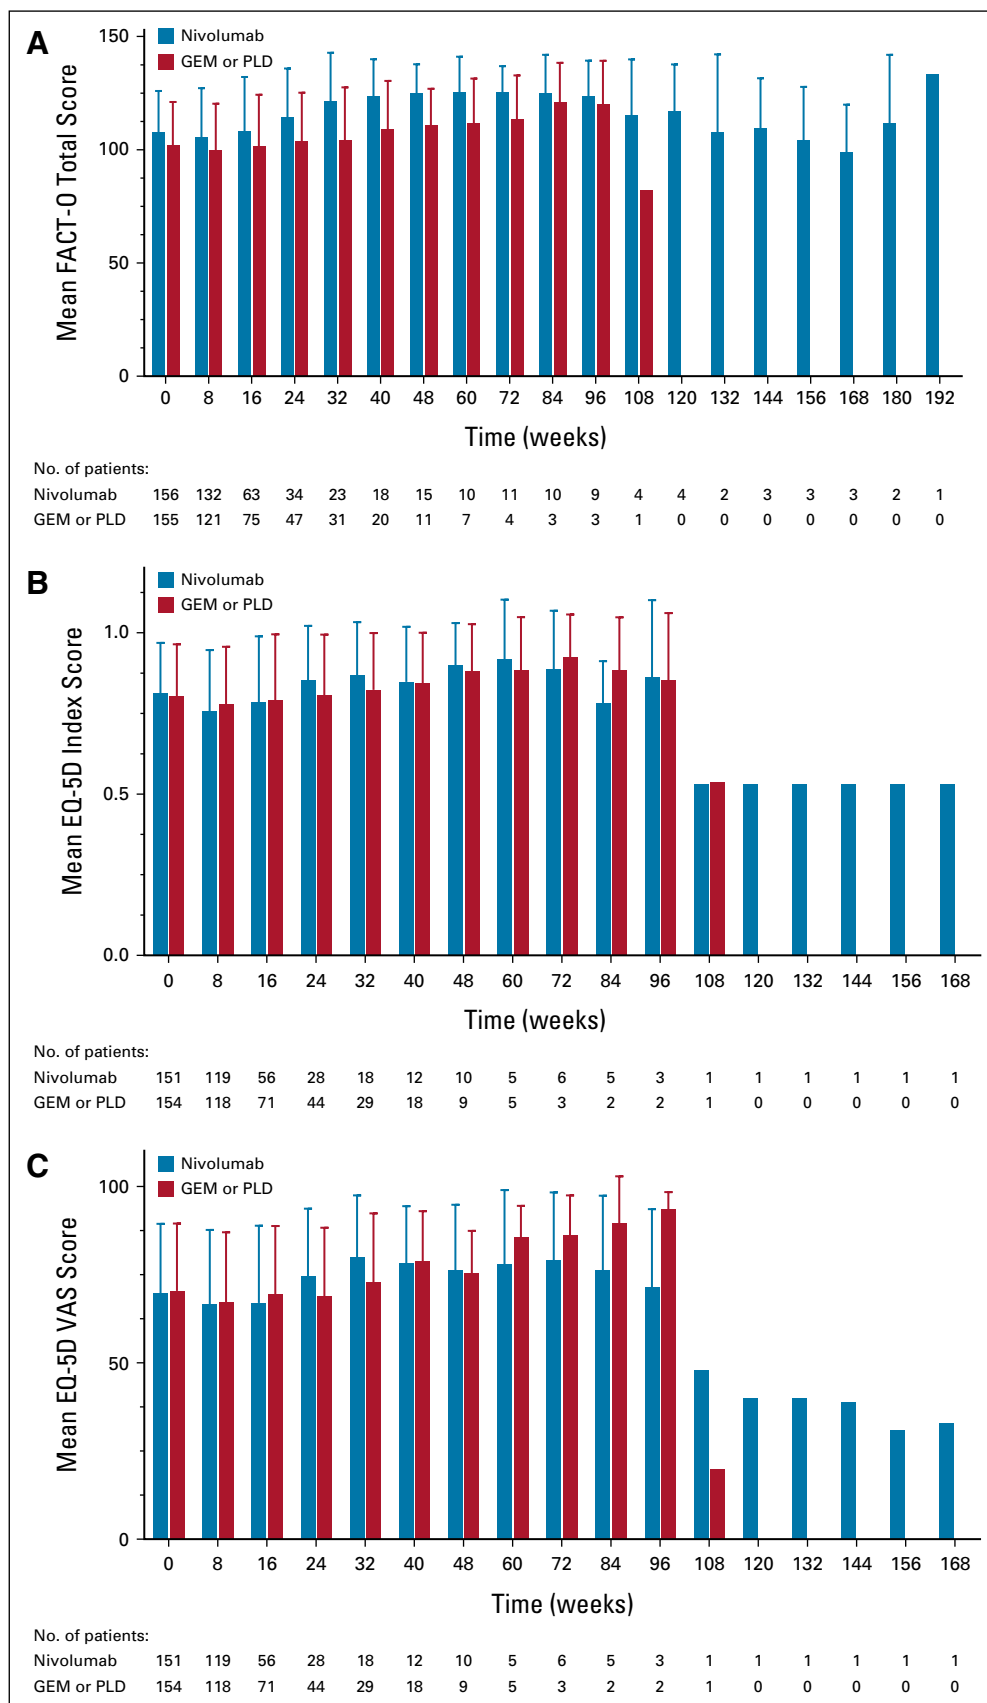 A
Nivolumab
GEM or PLD
Mean FACT-O Total Score
150
100
50
0
0 8 16 24 32 40 48 60 72 84 96 108 120 132 144 156 168 180 192
Time (weeks)
No. of patients:
Nivolumab 156 132 63 34 23 18 15 10 11 10 9 4 4 2 3 3 3 2 1
GEM or PLD 155 121 75 47 31 20 11 7 4 3 3 1 0 0 0 0 0 0 0
B
Nivolumab
GEM or PLD
Mean EQ-5D Index Score
1.0
0.5
0.0
0 8 16 24 32 40 48 60 72 84 96 108 120 132 144 156 168
Time (weeks)
No. of patients:
Nivolumab 151 119 56 28 18 12 10 5 6 5 3 1 1 1 1 1 1
GEM or PLD 154 118 71 44 29 18 9 5 3 2 2 1 0 0 0 0 0
C
Nivolumab
GEM or PLD
Mean EQ-5D VAS Score
100
50
0
0 8 16 24 32 40 48 60 72 84 96 108 120 132 144 156 168
Time (weeks)
No. of patients:
Nivolumab 151 119 56 28 18 12 10 5 6 5 3 1 1 1 1 1 1
GEM or PLD 154 118 71 44 29 18 9 5 3 2 2 1 0 0 0 0 0